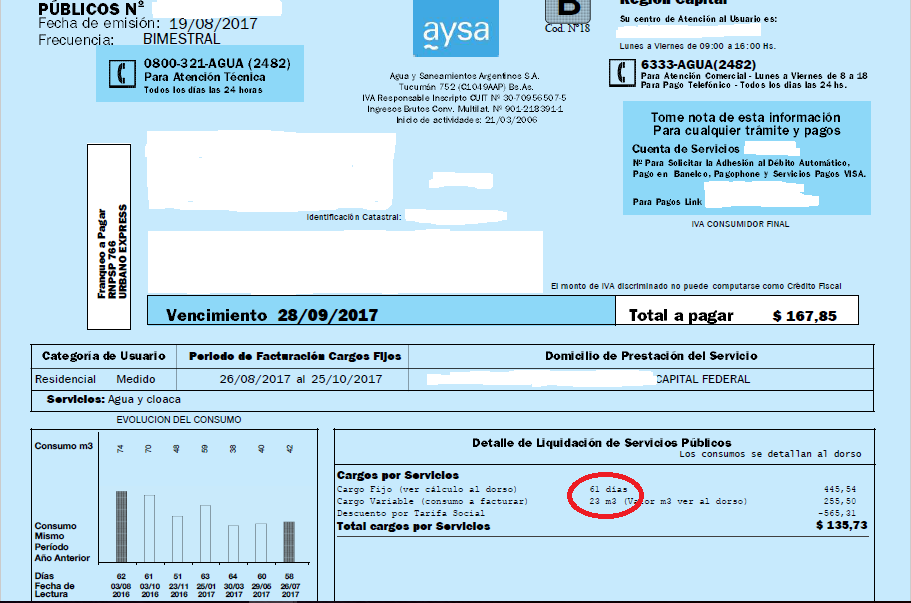 PÚBLICOS Nº
Fecha de emisión: 19/08/2017
Frecuencia: BIMESTRAL
0800-321-AGUA (2482)
Para Atención Técnica
Todos los días las 24 horas
aysa
Agua y Saneamientos Argentinos S.A.
Tucumán 752 (C1049AAP) Bs.As.
IVA Responsable Inscripto CUIT Nº 30-70956507-5
Ingresos Brutos Conv. Multilat. Nº 901-218391-1
Inicio de actividades: 21/03/2006
B
Cod. Nº18
Región Capital
Su centro de Atención al Usuario es:
Lunes a Viernes de 09:00 a 16:00 Hs.
6333-AGUA(2482)
Para Atención Comercial - Lunes a Viernes de 8 a 18
Para Pago Telefónico - Todos los días las 24 hs.
Tome nota de esta información
Para cualquier trámite y pagos
Cuenta de Servicios
Nº Para Solicitar la Adhesión al Débito Automático,
Pago en Banelco, Pagophone y Servicios Pagos VISA.
Para Pagos Link
IVA CONSUMIDOR FINAL
Franqueo a Pagar
RNPSP 766
URBANO EXPRESS
Identificación Catastral:
El monto de IVA discriminado no puede computarse como Crédito Fiscal
Vencimiento 28/09/2017
Total a pagar $ 167,85
Categoría de Usuario Periodo de Facturación Cargos Fijos Domicilio de Prestación del Servicio
Residencial Medido 26/08/2017 al 25/10/2017 CAPITAL FEDERAL
Servicios: Agua y cloaca
EVOLUCION DEL CONSUMO
Consumo m3 74 70 48 59 38 40 42
Consumo
Mismo
Período
Año Anterior
Días 62 61 51 63 64 60 58
Fecha de 03/08 03/10 23/11 25/01 30/03 29/05 26/07
Lectura 2016 2016 2016 2017 2017 2017 2017
Detalle de Liquidación de Servicios Públicos
Los consumos se detallan al dorso
Cargos por Servicios
Cargo Fijo (ver cálculo al dorso) 61 días 445,54
Cargo Variable (consumo a facturar) 23 m3 (Valor m3 ver al dorso) 255,50
Descuento por Tarifa Social -565,31
Total cargos por Servicios $ 135,73